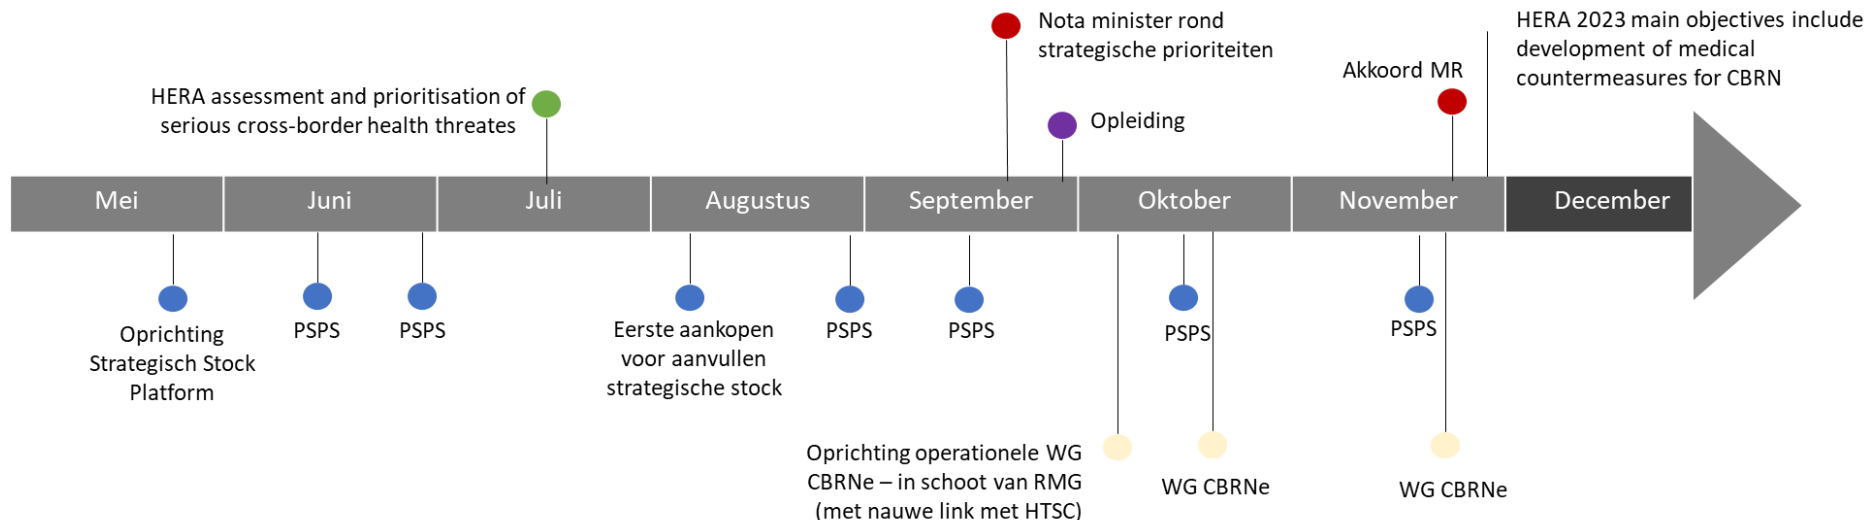 Nota minister rond
strategische prioriteiten
HERA 2023 main objectives include
development of medical
countermeasures for CBRN
Akkoord MR
HERA assessment and prioritisation of
serious cross-border health threates
Opleiding
Mei
Juni
Juli
Augustus
September
Oktober
November
December
Oprichting
Strategisch Stock
Platform
PSPS
PSPS
Eerste aankopen
voor aanvullen
strategische stock
PSPS
PSPS
PSPS
PSPS
Oprichting operationele WG
CBRNe – in schoot van RMG
(met nauwe link met HTSC)
WG CBRNe
WG CBRNe